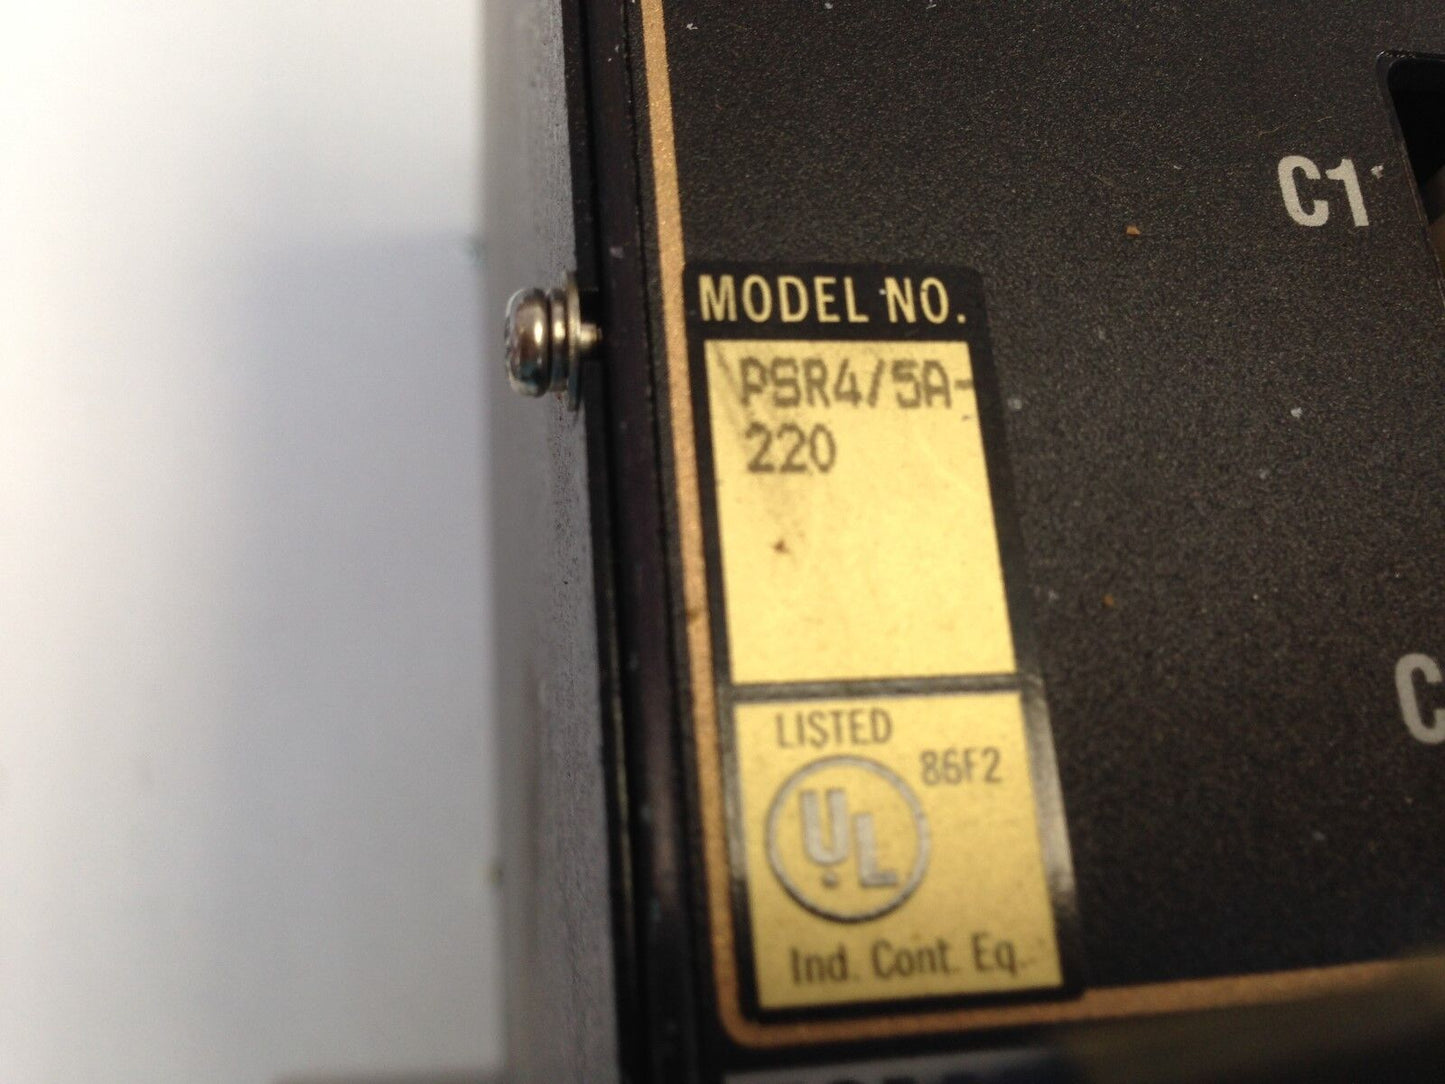 C1
MODEL NO.
PSR4/5A-
220
C
LISTED
86F2
UL
Ind. Cont. Eq.